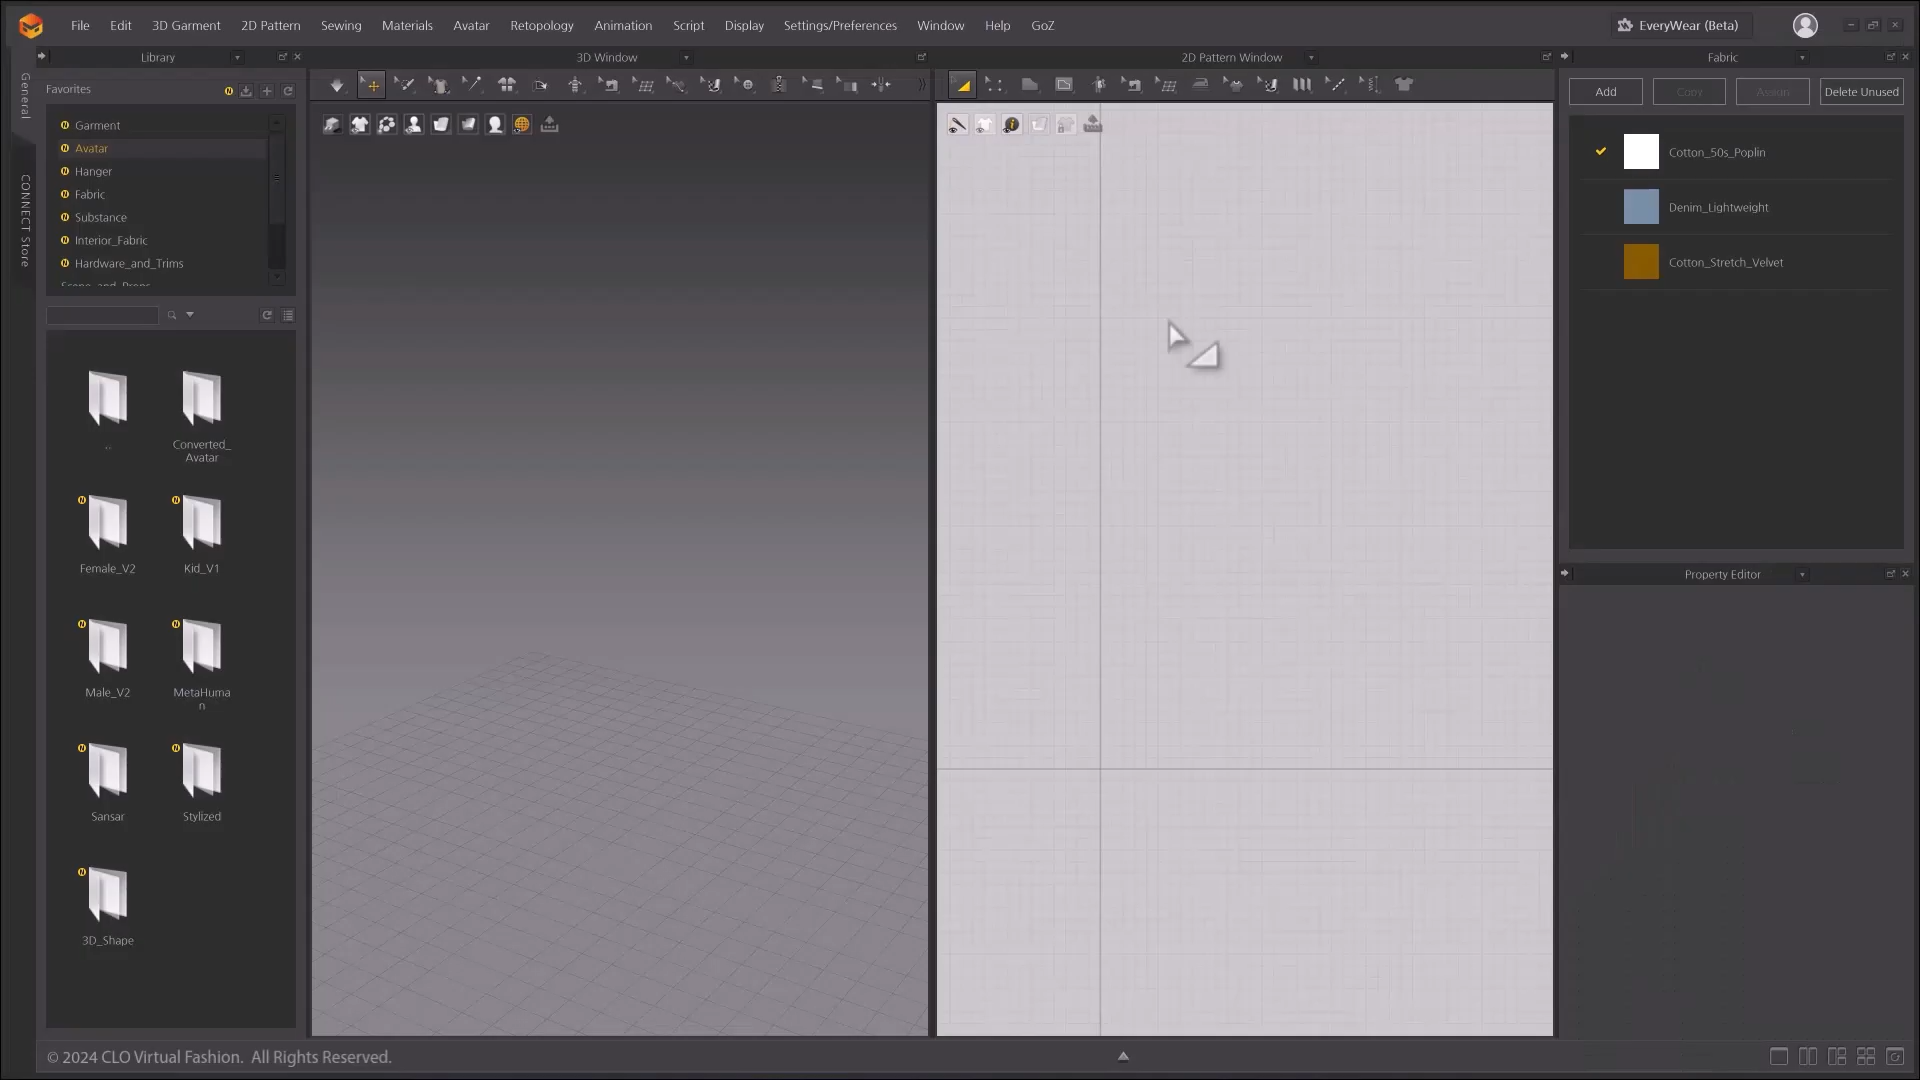 File Edit 3D Garment 2D Pattern Sewing Materials Avatar Retopology Animation Script Display Settings/Preferences Window Help GoZ EveryWear (Beta)
Library 3D Window 2D Pattern Window Fabric
General
CONNECT Store
Favorites
Garment
Avatar
Hanger
Fabric
Substance
Interior_Fabric
Hardware_and_Trims
Scene_and_Props
..
Converted_
Avatar
Female_V2
Kid_V1
Male_V2
MetaHuma
n
Sansar
Stylized
3D_Shape
Add Copy Assign Delete Unused
Cotton_50s_Poplin
Denim_Lightweight
Cotton_Stretch_Velvet
Property Editor
© 2024 CLO Virtual Fashion. All Rights Reserved.